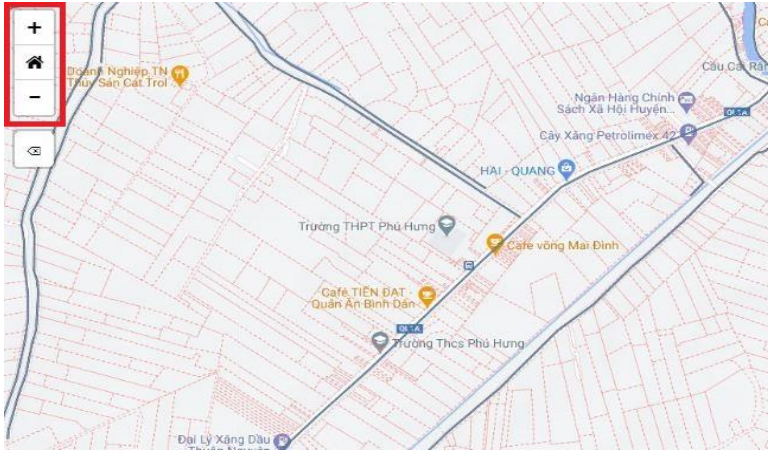 +
−
Doanh Nghiệp TN
Thủy Sản Cát Trol
Cầu Cái Rắn
Ngân Hàng Chính
Sách Xã Hội Huyện...
QL1A
Cây Xăng Petrolimex 42
HẢI - QUANG
Trường THPT Phú Hưng
Cafe võng Mai Đình
Café TIẾN ĐẠT -
Quán Ăn Bình Dân
QL1A
Trường Thcs Phú Hưng
Đại Lý Xăng Dầu